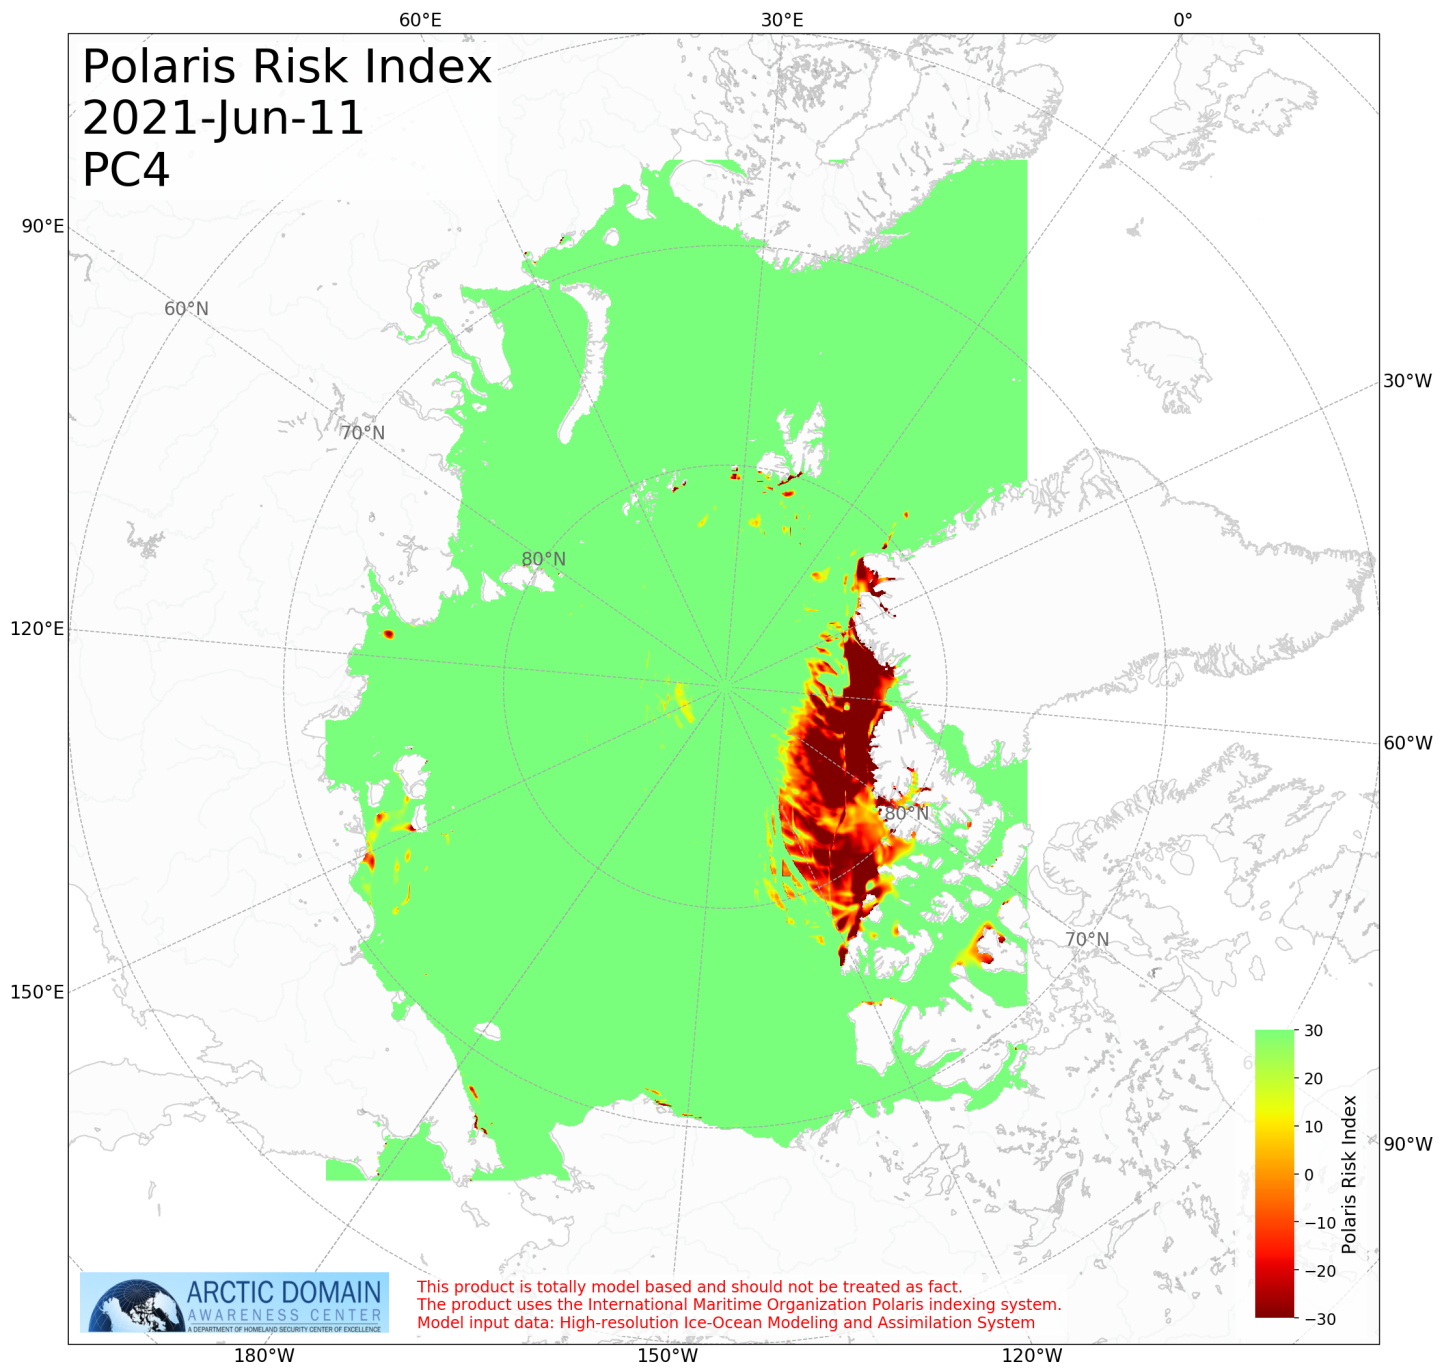 60°E 30°E 0°
Polaris Risk Index
2021-Jun-11
PC4
90°E
60°N
30°W
70°N
80°N
120°E
60°W
80°N
70°N
150°E
30
20
10
0
−10
−20
−30
Polaris Risk Index
90°W
ARCTIC DOMAIN
AWARENESS CENTER
A DEPARTMENT OF HOMELAND SECURITY CENTER OF EXCELLENCE
This product is totally model based and should not be treated as fact.
The product uses the International Maritime Organization Polaris indexing system.
Model input data: High-resolution Ice-Ocean Modeling and Assimilation System
180°W 150°W 120°W